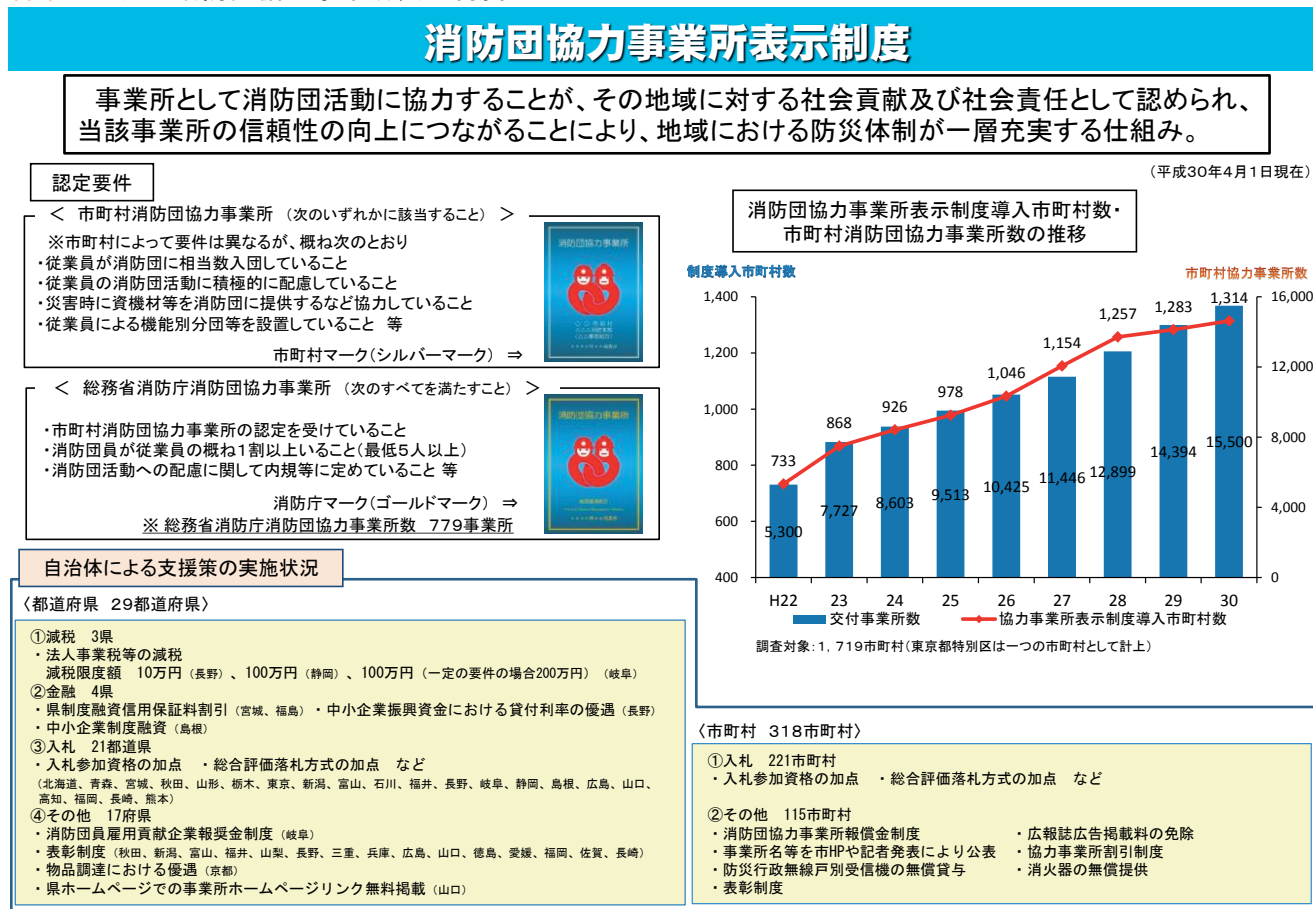 消防団協力事業所表示制度
事業所として消防団活動に協力することが、その地域に対する社会貢献及び社会責任として認められ、
当該事業所の信頼性の向上につながることにより、地域における防災体制が一層充実する仕組み。
（平成30年4月1日現在）
認定要件
＜ 市町村消防団協力事業所 （次のいずれかに該当すること） ＞
※市町村によって要件は異なるが、概ね次のとおり
・従業員が消防団に相当数入団していること
・従業員の消防団活動に積極的に配慮していること
・災害時に資機材等を消防団に提供するなど協力していること
・従業員による機能別分団等を設置していること 等
市町村マーク（シルバーマーク） ⇒
消防団協力事業所
＜ 総務省消防庁消防団協力事業所 （次のすべてを満たすこと） ＞
・市町村消防団協力事業所の認定を受けていること
・消防団員が従業員の概ね１割以上いること（最低５人以上）
・消防団活動への配慮に関して内規等に定めていること 等
消防庁マーク（ゴールドマーク） ⇒
※ 総務省消防庁消防団協力事業所数 779事業所
消防団協力事業所
消防団協力事業所表示制度導入市町村数・
市町村消防団協力事業所数の推移
制度導入市町村数
市町村協力事業所数
1,400
1,200
1,000
800
600
400
16,000
12,000
8,000
4,000
0
733
868
926
978
1,046
1,154
1,257
1,283
1,314
5,300
7,727
8,603
9,513
10,425
11,446
12,899
14,394
15,500
H22 23 24 25 26 27 28 29 30
交付事業所数 協力事業所表示制度導入市町村数
調査対象：１，７１９市町村（東京都特別区は一つの市町村として計上）
自治体による支援策の実施状況
〈都道府県 ２９都道府県〉
①減税 3県
・法人事業税等の減税
減税限度額 10万円（長野）、100万円（静岡）、100万円（一定の要件の場合200万円）（岐阜）
②金融 4県
・県制度融資信用保証料割引（宮城、福島） ・中小企業振興資金における貸付利率の優遇（長野）
・中小企業制度融資（島根）
③入札 21都道県
・入札参加資格の加点 ・総合評価落札方式の加点 など
（北海道、青森、宮城、秋田、山形、栃木、東京、新潟、富山、石川、福井、長野、岐阜、静岡、島根、広島、山口、
高知、福岡、長崎、熊本）
④その他 17府県
・消防団員雇用貢献企業報奨金制度（岐阜）
・表彰制度（秋田、新潟、富山、福井、山梨、長野、三重、兵庫、広島、山口、徳島、愛媛、福岡、佐賀、長崎）
・物品調達における優遇（京都）
・県ホームページでの事業所ホームページリンク無料掲載（山口）
〈市町村 ３１８市町村〉
①入札 221市町村
・入札参加資格の加点 ・総合評価落札方式の加点 など
②その他 115市町村
・消防団協力事業所報償金制度 ・広報誌広告掲載料の免除
・事業所名等を市HPや記者発表により公表 ・協力事業所割引制度
・防災行政無線戸別受信機の無償貸与 ・消火器の無償提供
・表彰制度